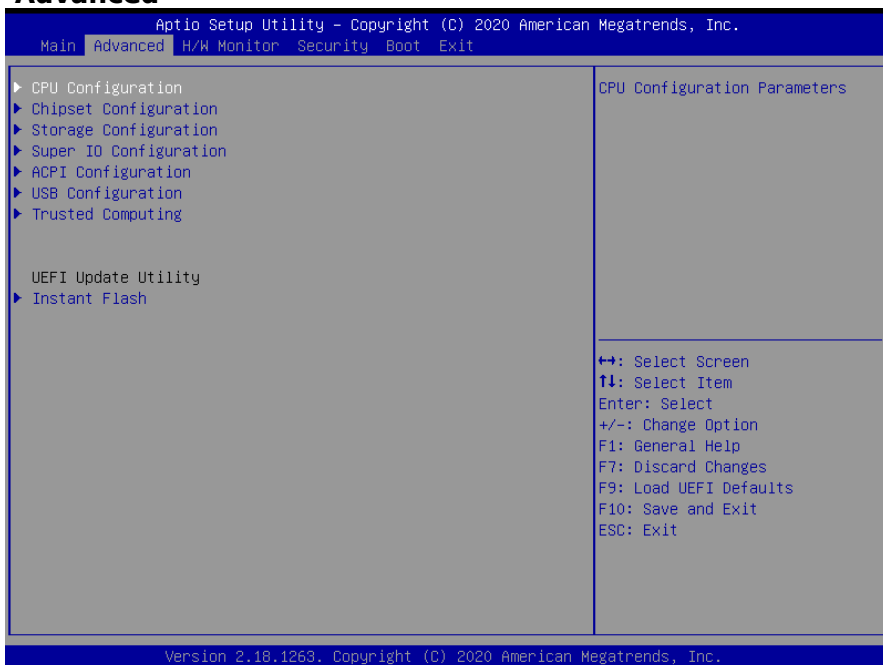 Advanced
Aptio Setup Utility – Copyright (C) 2020 American Megatrends, Inc.
Main Advanced H/W Monitor Security Boot Exit
CPU Configuration
Chipset Configuration
Storage Configuration
Super IO Configuration
ACPI Configuration
USB Configuration
Trusted Computing
UEFI Update Utility
Instant Flash
CPU Configuration Parameters
↔: Select Screen
↑↓: Select Item
Enter: Select
+/-: Change Option
F1: General Help
F7: Discard Changes
F9: Load UEFI Defaults
F10: Save and Exit
ESC: Exit
Version 2.18.1263. Copyright (C) 2020 American Megatrends, Inc.